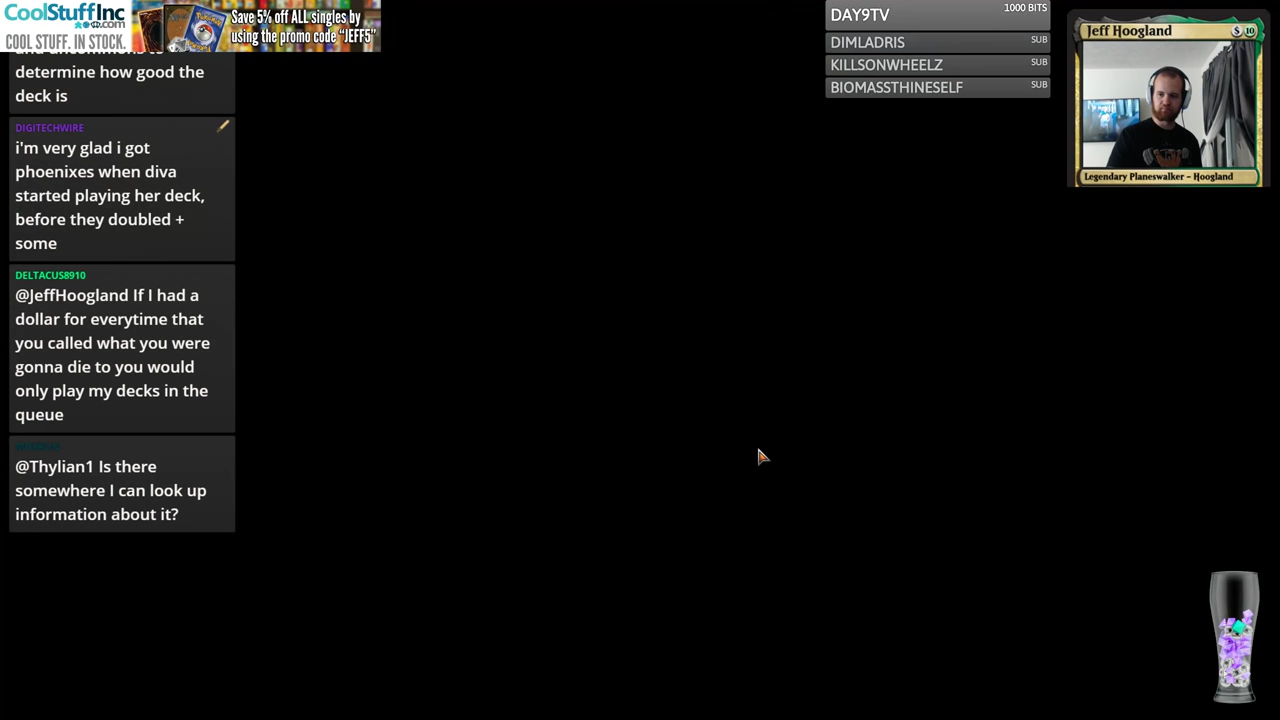 CoolStuffInc
.com
COOL STUFF. IN STOCK.
Save 5% off ALL singles by
using the promo code "JEFF5"
determine how good the
deck is
DIGITECHWIRE
i'm very glad i got
phoenixes when diva
started playing her deck,
before they doubled +
some
DELTACUS8910
@JeffHoogland If I had a
dollar for everytime that
you called what you were
gonna die to you would
only play my decks in the
queue
@Thylian1 Is there
somewhere I can look up
information about it?
DAY9TV 1000 BITS
DIMLADRIS SUB
KILLSONWHEELZ SUB
BIOMASSTHINESELF SUB
Jeff Hoogland $ 10
Legendary Planeswalker – Hoogland